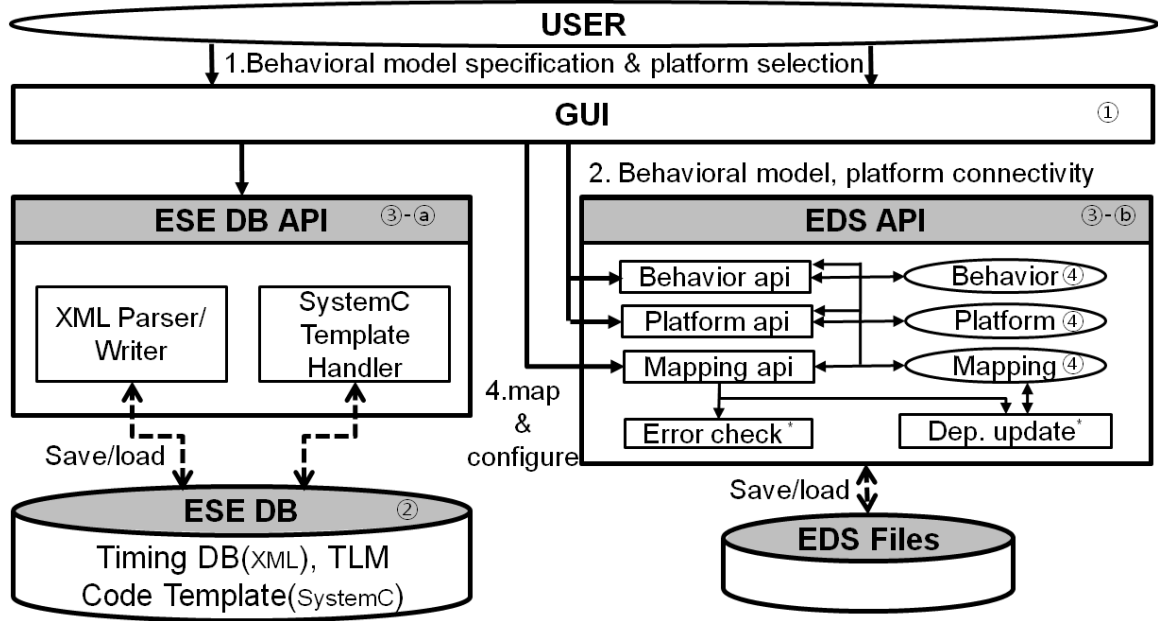 USER
1.Behavioral model specification & platform selection
GUI ①
2. Behavioral model, platform connectivity
ESE DB API ③-ⓐ
XML Parser/
Writer
SystemC
Template
Handler
4.map
&
configure
EDS API ③-ⓑ
Behavior api
Behavior④
Platform api
Platform ④
Mapping api
Mapping④
Error check*
Dep. update*
Save/load
ESE DB ②
Timing DB(XML), TLM
Code Template(SystemC)
Save/load
EDS Files